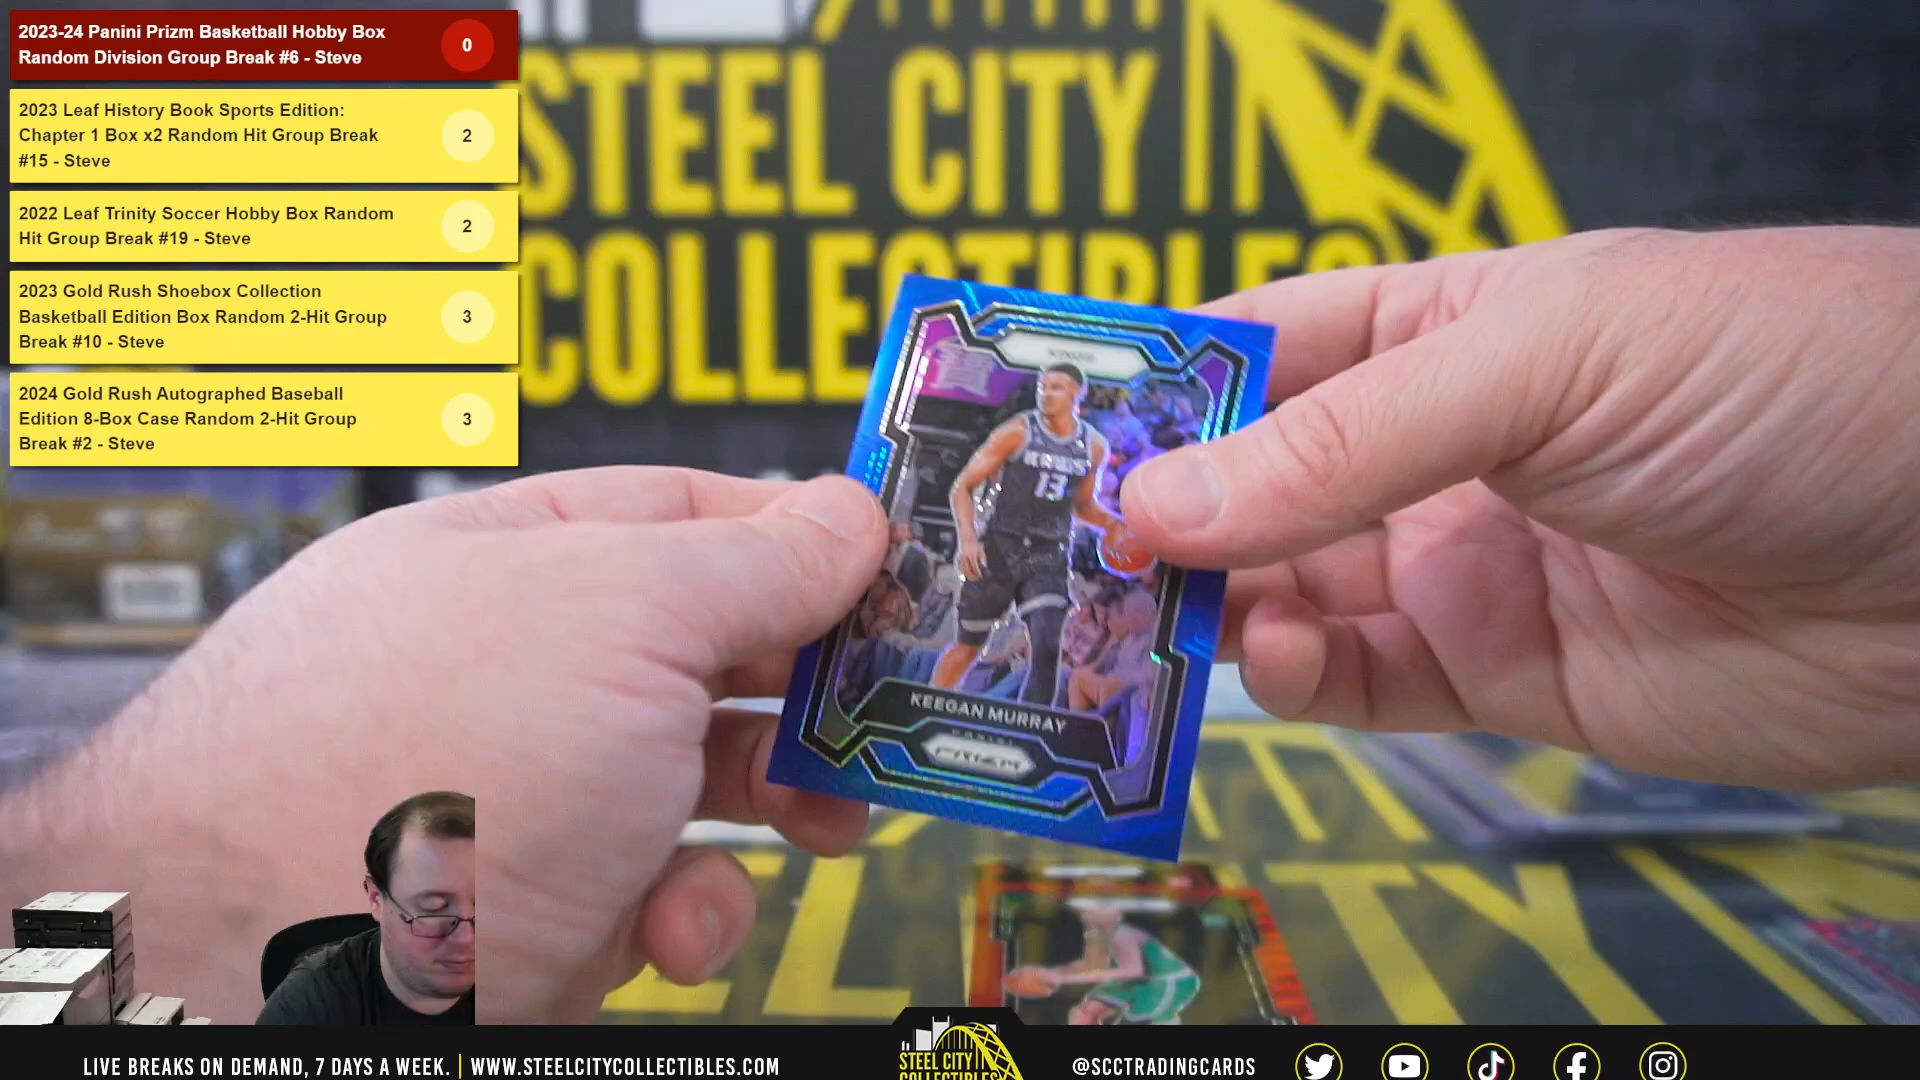 2023-24 Panini Prizm Basketball Hobby Box
Random Division Group Break #6 - Steve
0
2023 Leaf History Book Sports Edition:
Chapter 1 Box x2 Random Hit Group Break
#15 - Steve
2
2022 Leaf Trinity Soccer Hobby Box Random
Hit Group Break #19 - Steve
2
2023 Gold Rush Shoebox Collection
Basketball Edition Box Random 2-Hit Group
Break #10 - Steve
3
2024 Gold Rush Autographed Baseball
Edition 8-Box Case Random 2-Hit Group
Break #2 - Steve
3
STEEL CITY
COLLECTIBLES
KINGS
13
KEEGAN MURRAY
PANINI
PRIZM
LIVE BREAKS ON DEMAND, 7 DAYS A WEEK. | WWW.STEELCITYCOLLECTIBLES.COM
STEEL CITY
COLLECTIBLES
@SCCTRADINGCARDS